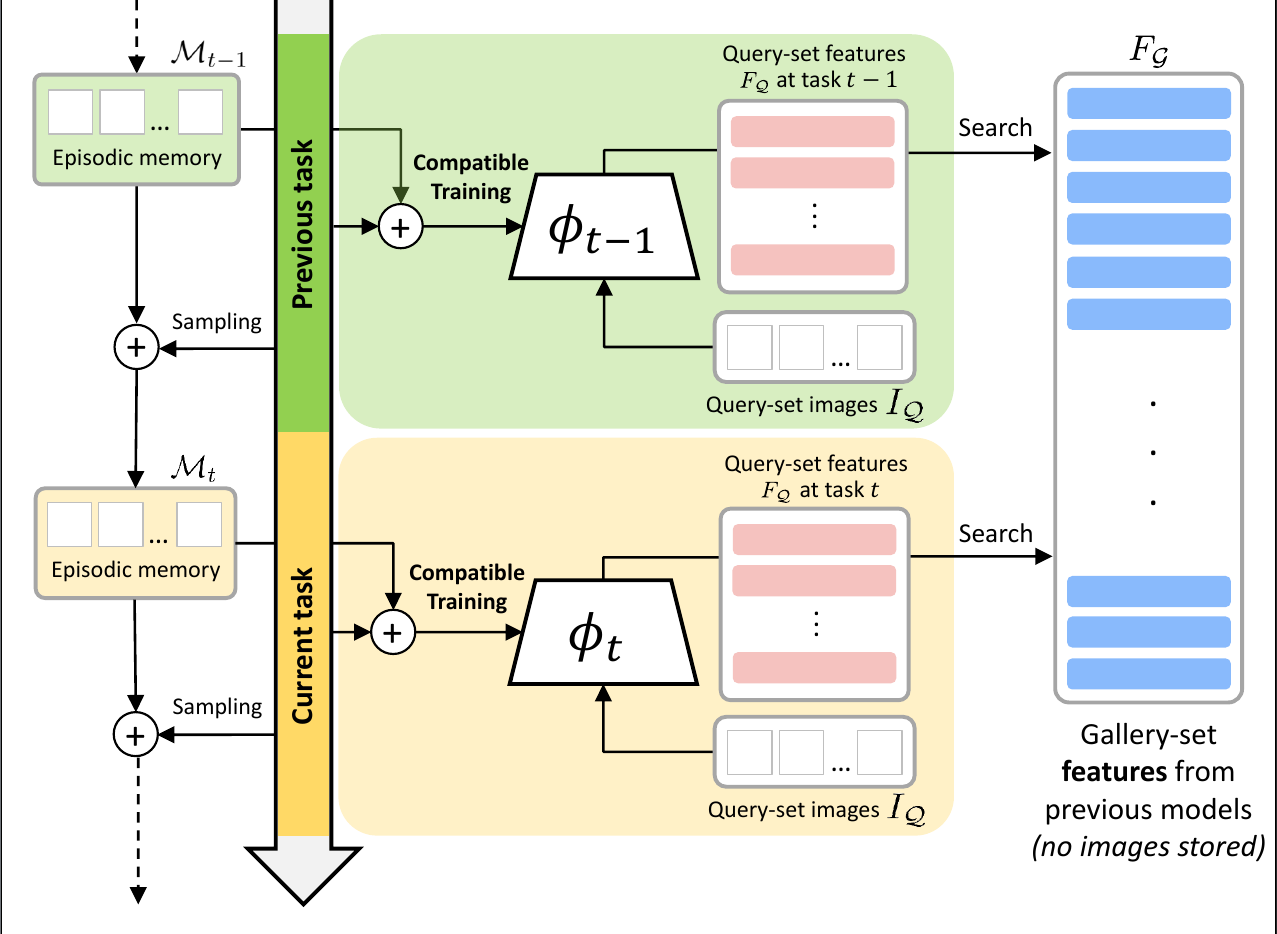 $\mathcal{M}_{t-1}$
...
Episodic memory
Sampling
+
$\mathcal{M}_t$
...
Episodic memory
Sampling
+
Previous task
Current task
Query-set features
$F_\mathcal{Q}$ at task $t-1$
Compatible
Training
+
$\phi_{t-1}$
⋮
...
Query-set images $I_\mathcal{Q}$
Search
Query-set features
$F_\mathcal{Q}$ at task $t$
Compatible
Training
+
$\phi_t$
⋮
...
Query-set images $I_\mathcal{Q}$
Search
$F_\mathcal{G}$
Gallery-set
features from
previous models
(no images stored)